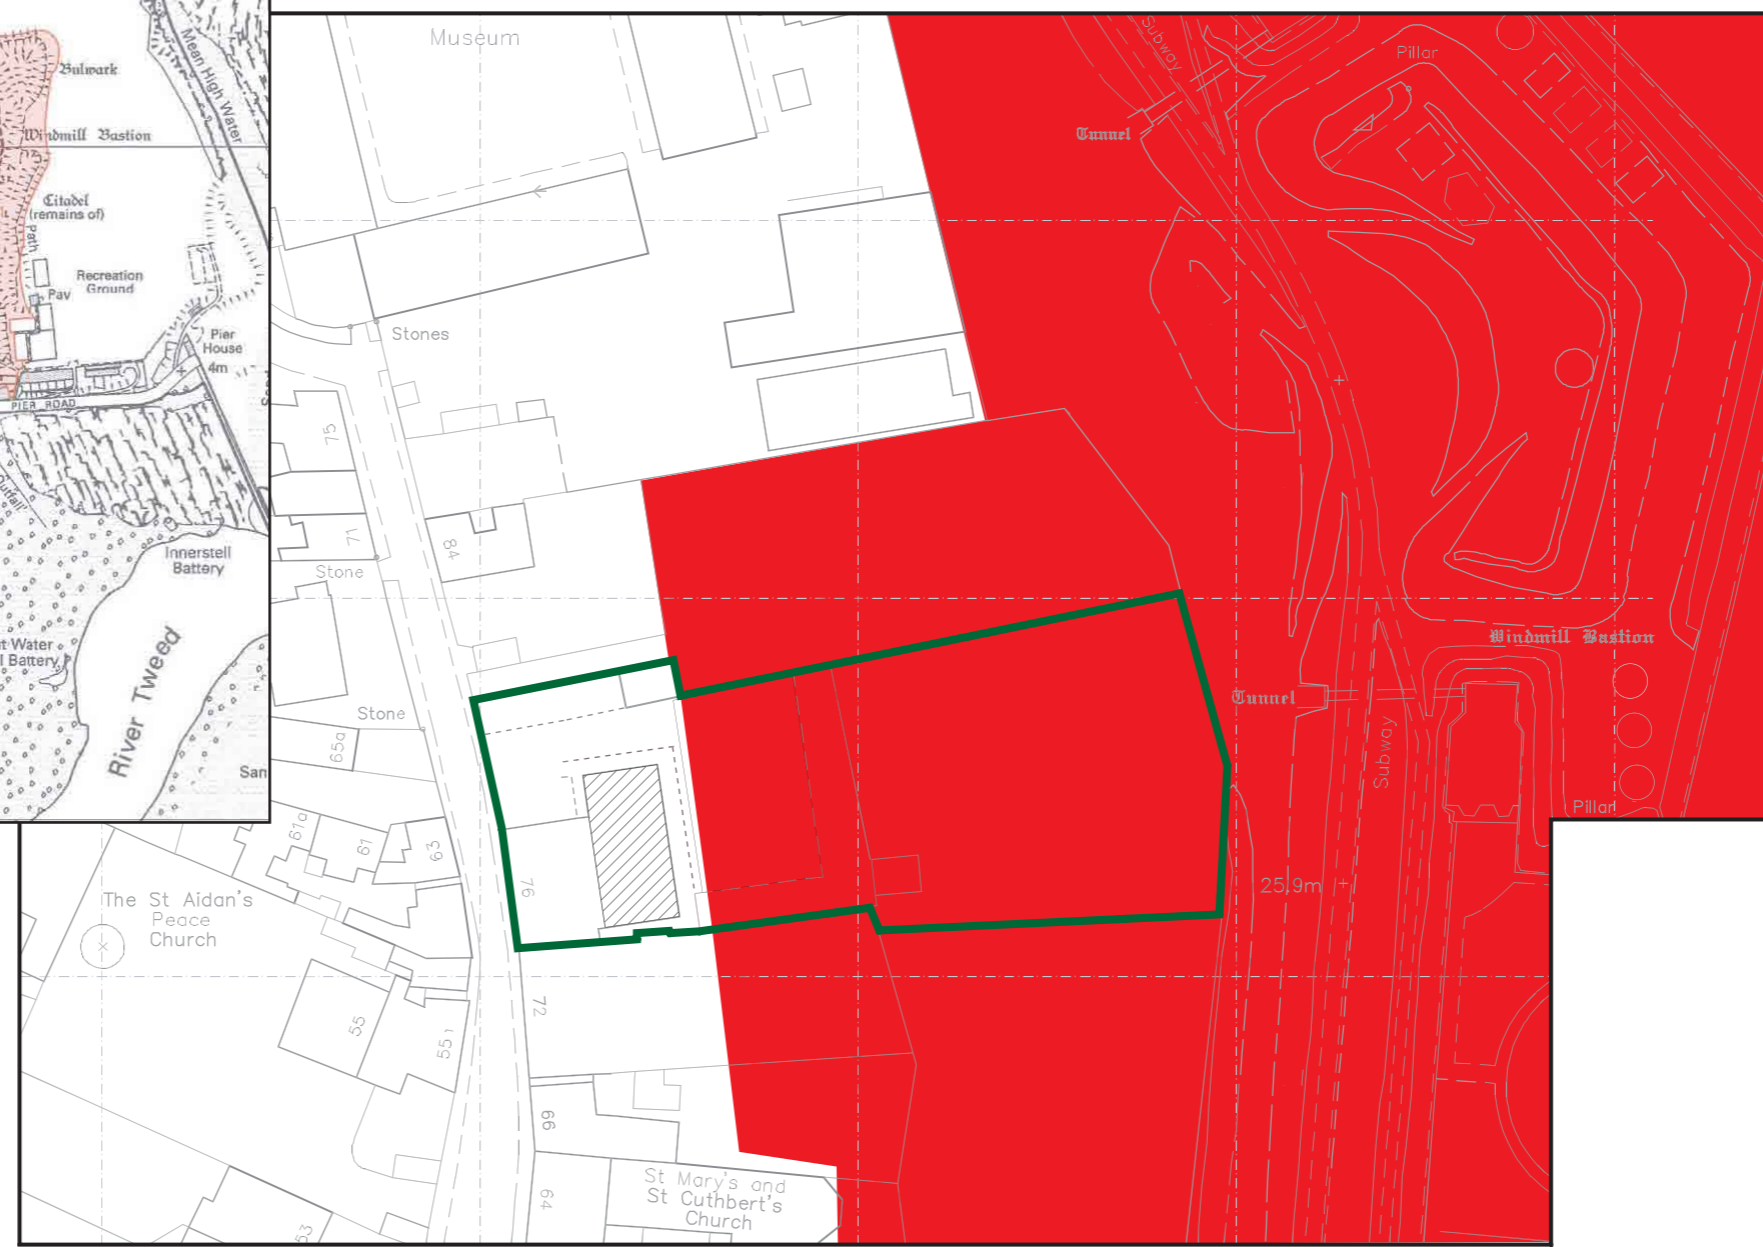 Bulwark
Mean High Water
Windmill Bastion
Citadel
(remains of)
Path
Recreation
Ground
Pav
Pier
House
4m
PIER ROAD
Outfall
Innerstell
Battery
t Water
l Battery
River Tweed
San
Museum
Subway
Pillar
Tunnel
Stones
75
71
84
Stone
Windmill Bastion
Tunnel
Stone
65a
Subway
Pillar
61a
61
63
76
25.9m
The St Aidan's
Peace
Church
72
55
55
66
64
St Mary's and
St Cuthbert's
Church
53